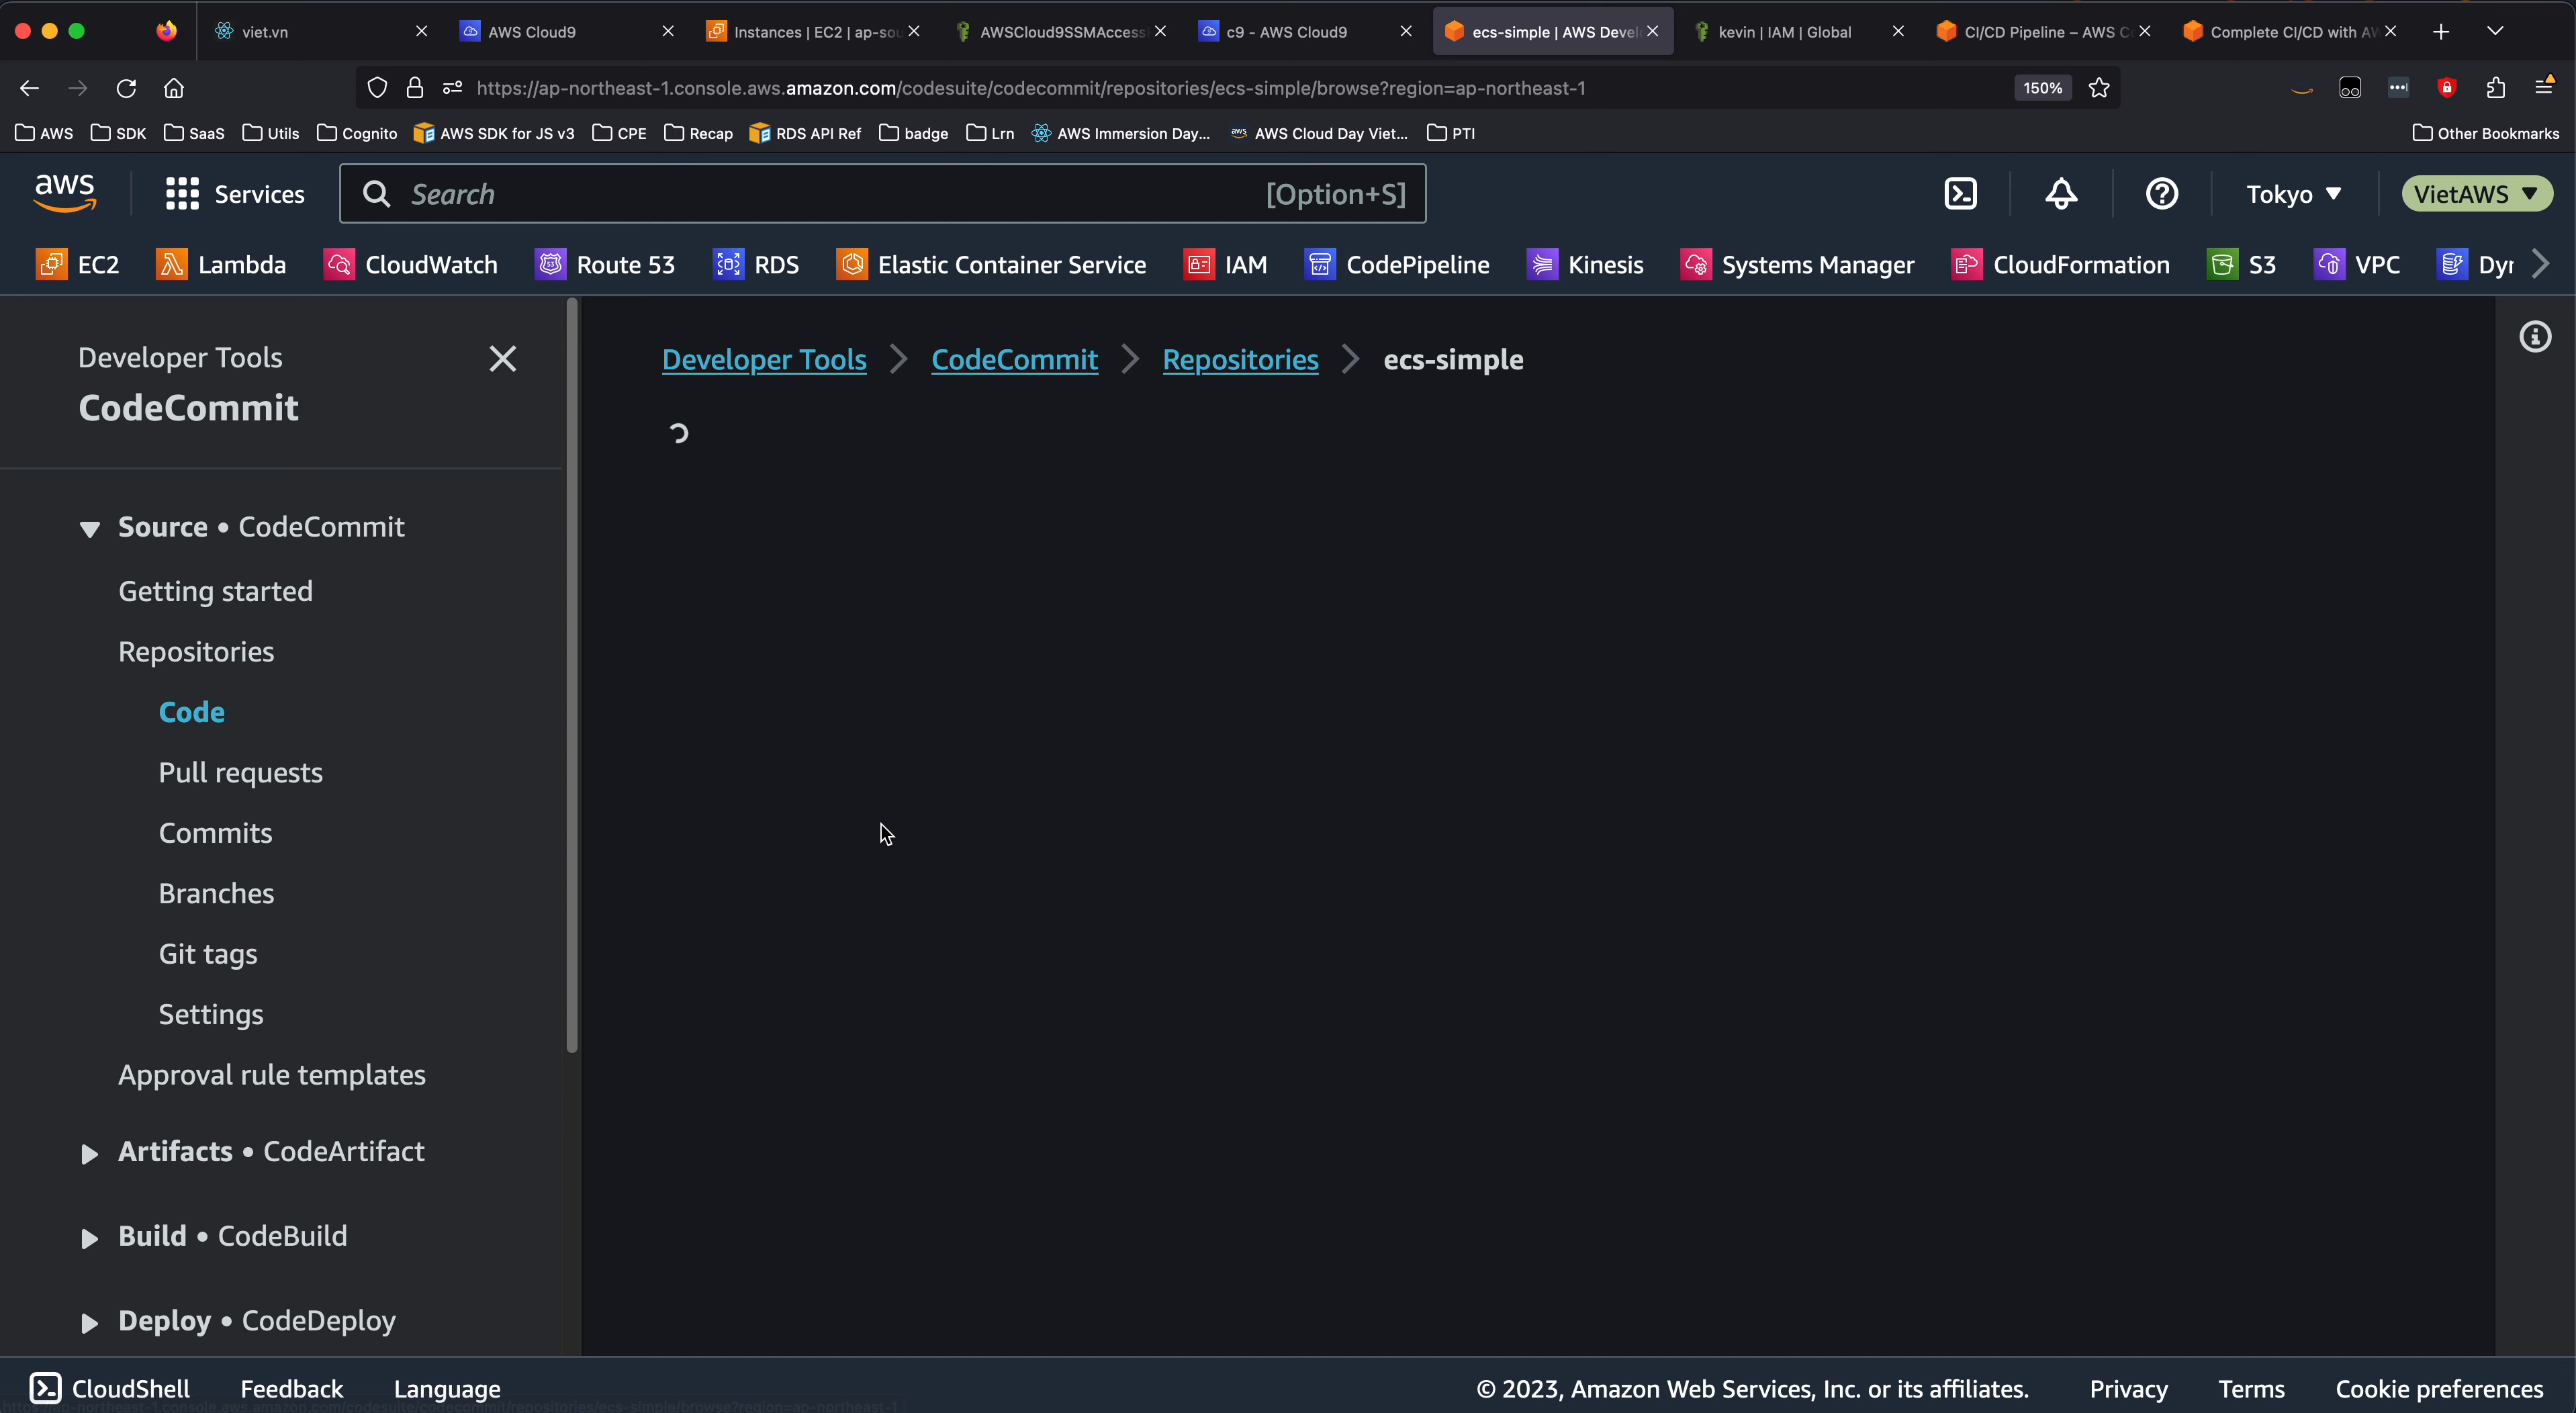 viet.vn
AWS Cloud9
Instances | EC2 | ap-sou
AWSCloud9SSMAccess
c9 - AWS Cloud9
ecs-simple | AWS Devel
kevin | IAM | Global
CI/CD Pipeline – AWS C
Complete CI/CD with AW
https://ap-northeast-1.console.aws.amazon.com/codesuite/codecommit/repositories/ecs-simple/browse?region=ap-northeast-1
150%
AWS
SDK
SaaS
Utils
Cognito
AWS SDK for JS v3
CPE
Recap
RDS API Ref
badge
Lrn
AWS Immersion Day...
AWS Cloud Day Viet...
PTI
Other Bookmarks
aws
Services
Search
[Option+S]
Tokyo
VietAWS
EC2
Lambda
CloudWatch
Route 53
RDS
Elastic Container Service
IAM
CodePipeline
Kinesis
Systems Manager
CloudFormation
S3
VPC
Dyn
Developer Tools
CodeCommit
Developer Tools
CodeCommit
Repositories
ecs-simple
Source • CodeCommit
Getting started
Repositories
Code
Pull requests
Commits
Branches
Git tags
Settings
Approval rule templates
Artifacts • CodeArtifact
Build • CodeBuild
Deploy • CodeDeploy
CloudShell
Feedback
Language
© 2023, Amazon Web Services, Inc. or its affiliates.
Privacy
Terms
Cookie preferences